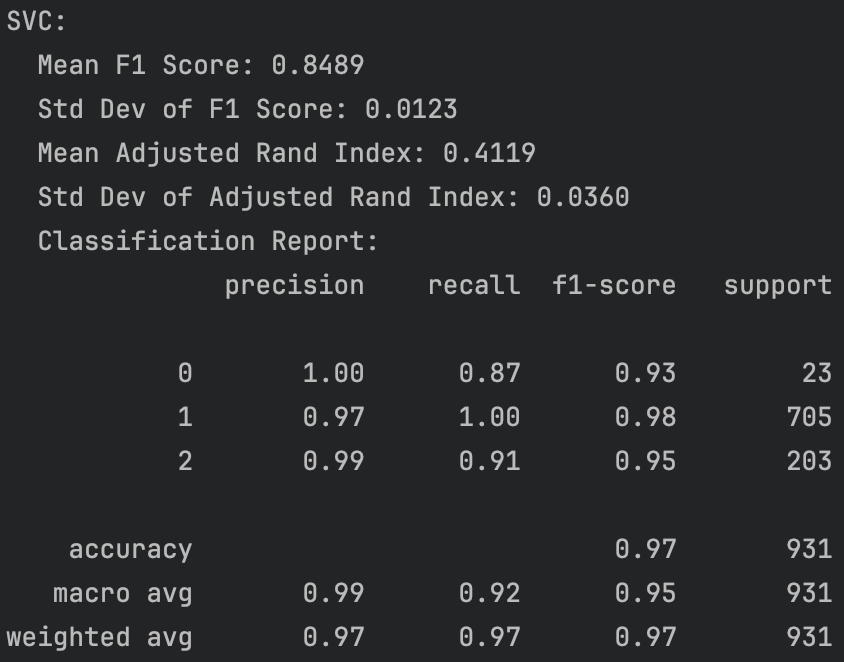 SVC:
Mean F1 Score: 0.8489
Std Dev of F1 Score: 0.0123
Mean Adjusted Rand Index: 0.4119
Std Dev of Adjusted Rand Index: 0.0360
Classification Report:
precision recall f1-score support
0 1.00 0.87 0.93 23
1 0.97 1.00 0.98 705
2 0.99 0.91 0.95 203
accuracy 0.97 931
macro avg 0.99 0.92 0.95 931
weighted avg 0.97 0.97 0.97 931